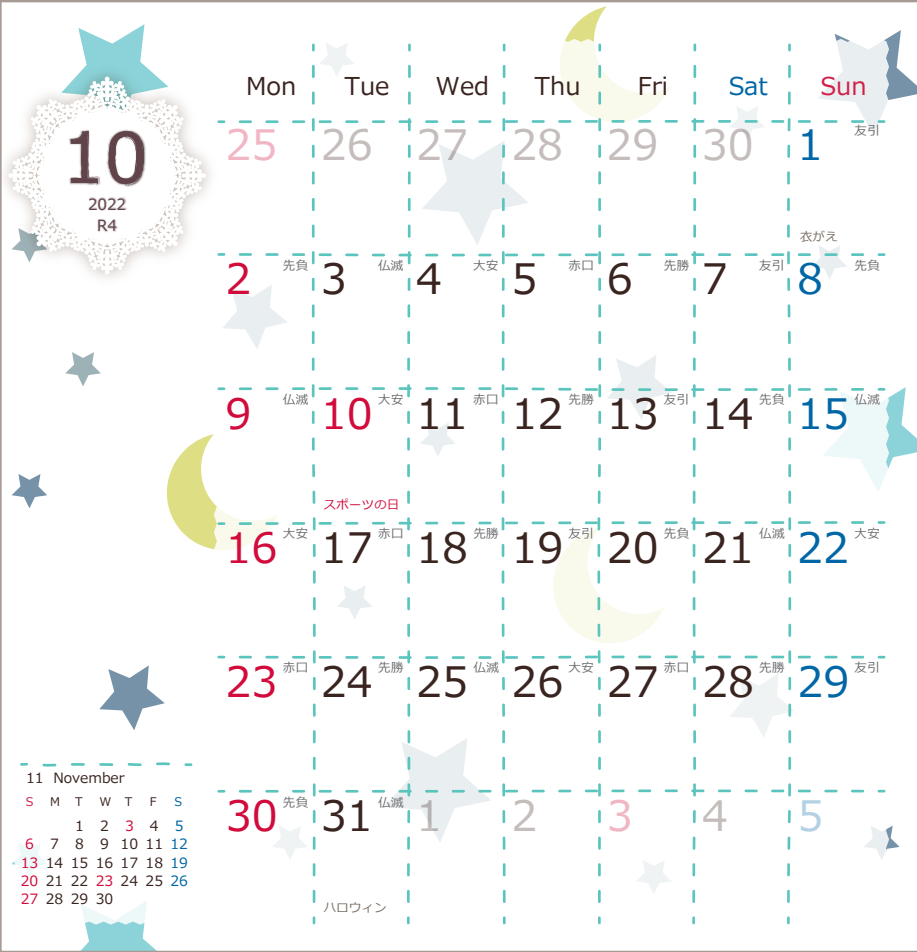 10
2022
R4
Mon Tue Wed Thu Fri Sat Sun
25 26 27 28 29 30 1 友引
衣がえ
2 先負 3 仏滅 4 大安 5 赤口 6 先勝 7 友引 8 先負
9 仏滅 10 大安 11 赤口 12 先勝 13 友引 14 先負 15 仏滅
スポーツの日
16 大安 17 赤口 18 先勝 19 友引 20 先負 21 仏滅 22 大安
23 赤口 24 先勝 25 仏滅 26 大安 27 赤口 28 先勝 29 友引
30 先負 31 仏滅 1 2 3 4 5
ハロウィン
11 November
S M T W T F S
1 2 3 4 5
6 7 8 9 10 11 12
13 14 15 16 17 18 19
20 21 22 23 24 25 26
27 28 29 30